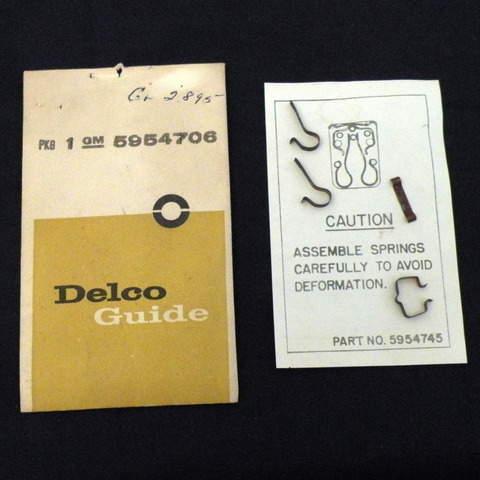 Gr 2.895
PKG 1 GM 5954706
Delco
Guide
CAUTION
ASSEMBLE SPRINGS
CAREFULLY TO AVOID
DEFORMATION.
PART NO. 5954745